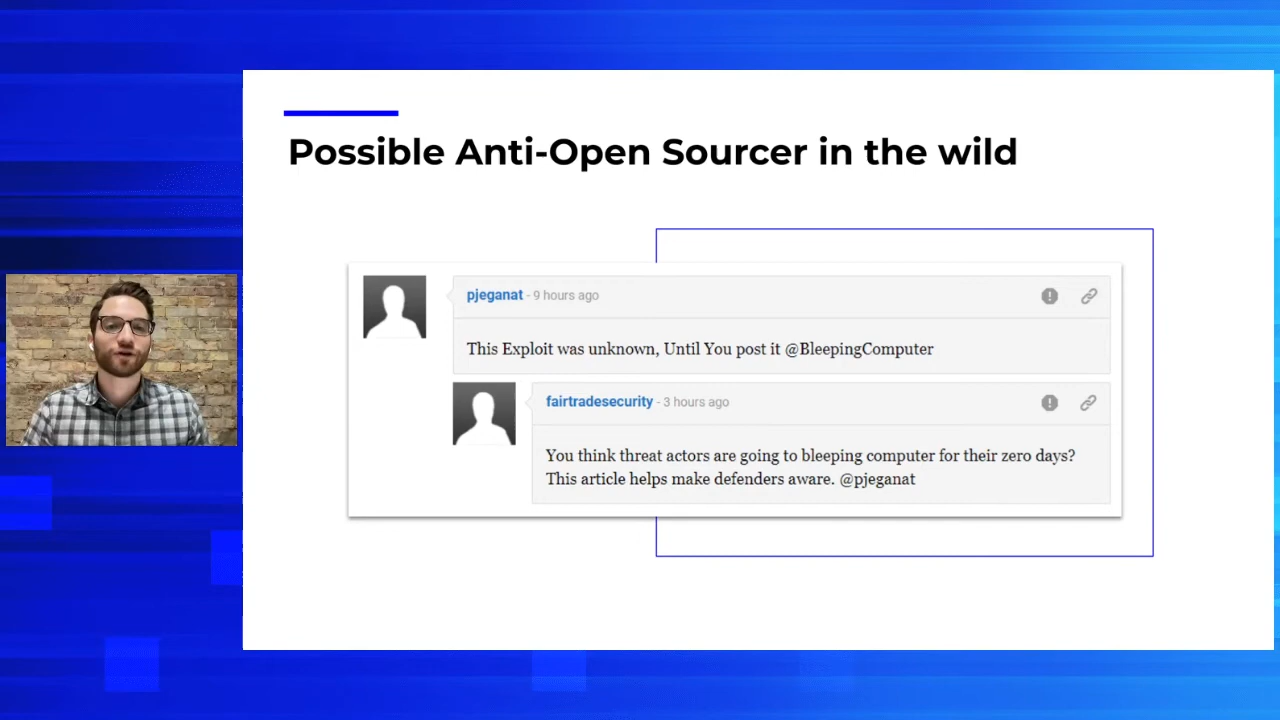 Possible Anti-Open Sourcer in the wild
pjeganat - 9 hours ago
This Exploit was unknown, Until You post it @BleepingComputer
fairtradesecurity - 3 hours ago
You think threat actors are going to bleeping computer for their zero days?
This article helps make defenders aware. @pjeganat